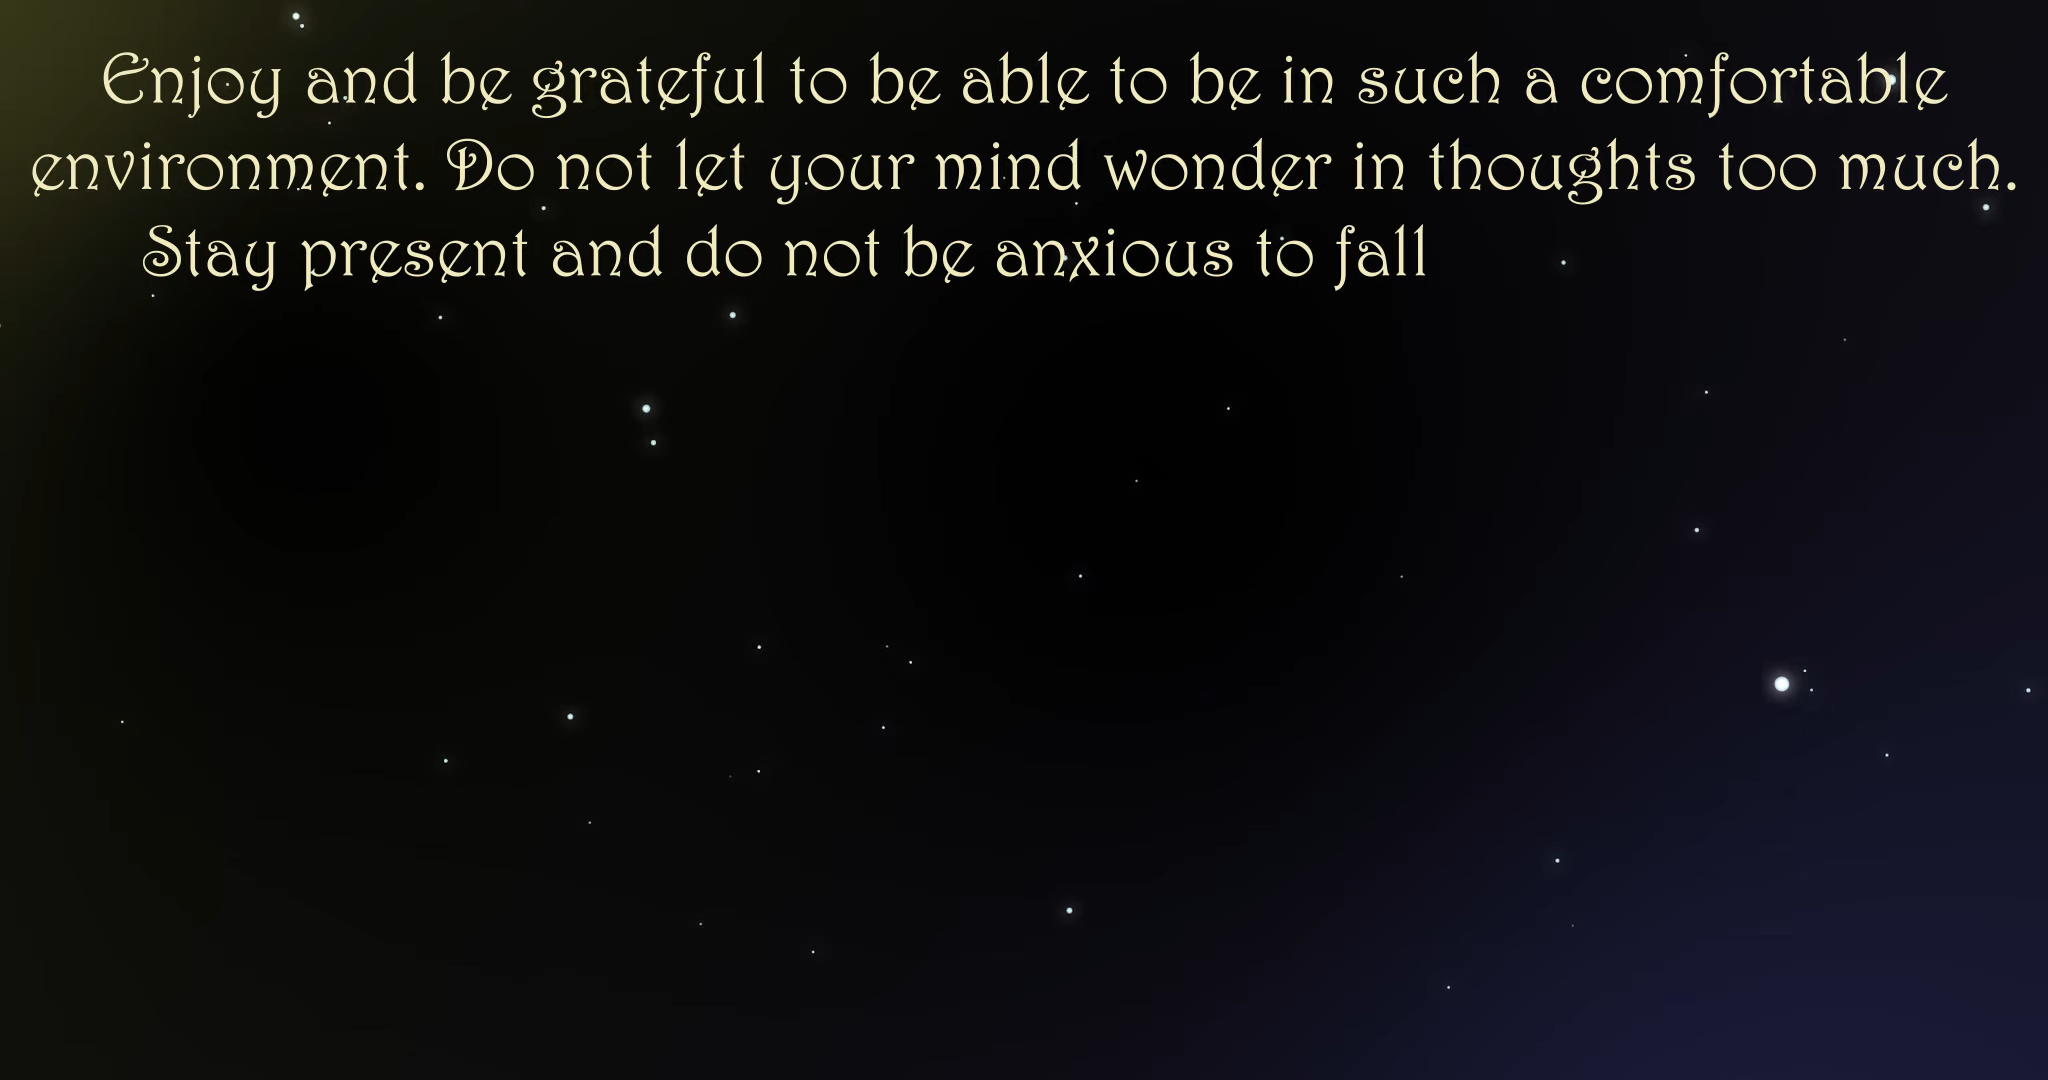 Enjoy and be grateful to be able to be in such a comfortable
environment. Do not let your mind wonder in thoughts too much.
Stay present and do not be anxious to fall